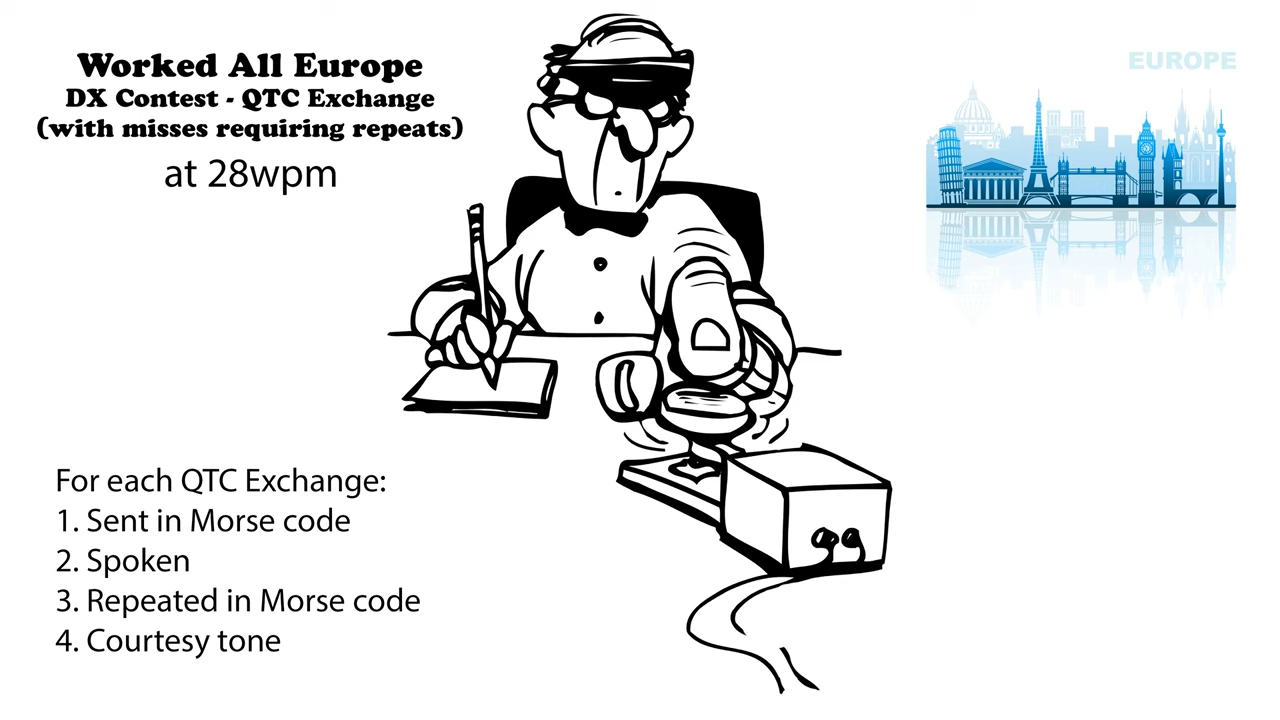 Worked All Europe
DX Contest - QTC Exchange
(with misses requiring repeats)
at 28wpm
EUROPE
For each QTC Exchange:
1. Sent in Morse code
2. Spoken
3. Repeated in Morse code
4. Courtesy tone